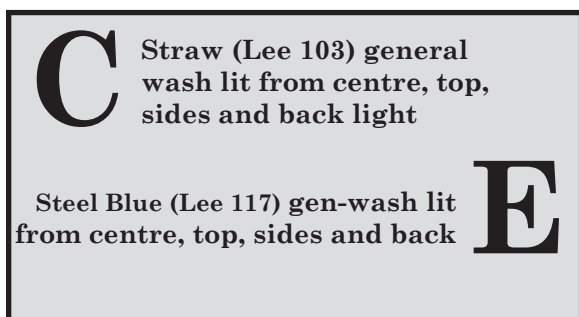 C
Straw (Lee 103) general
wash lit from centre, top,
sides and back light
Steel Blue (Lee 117) gen-wash lit
from centre, top, sides and back
E